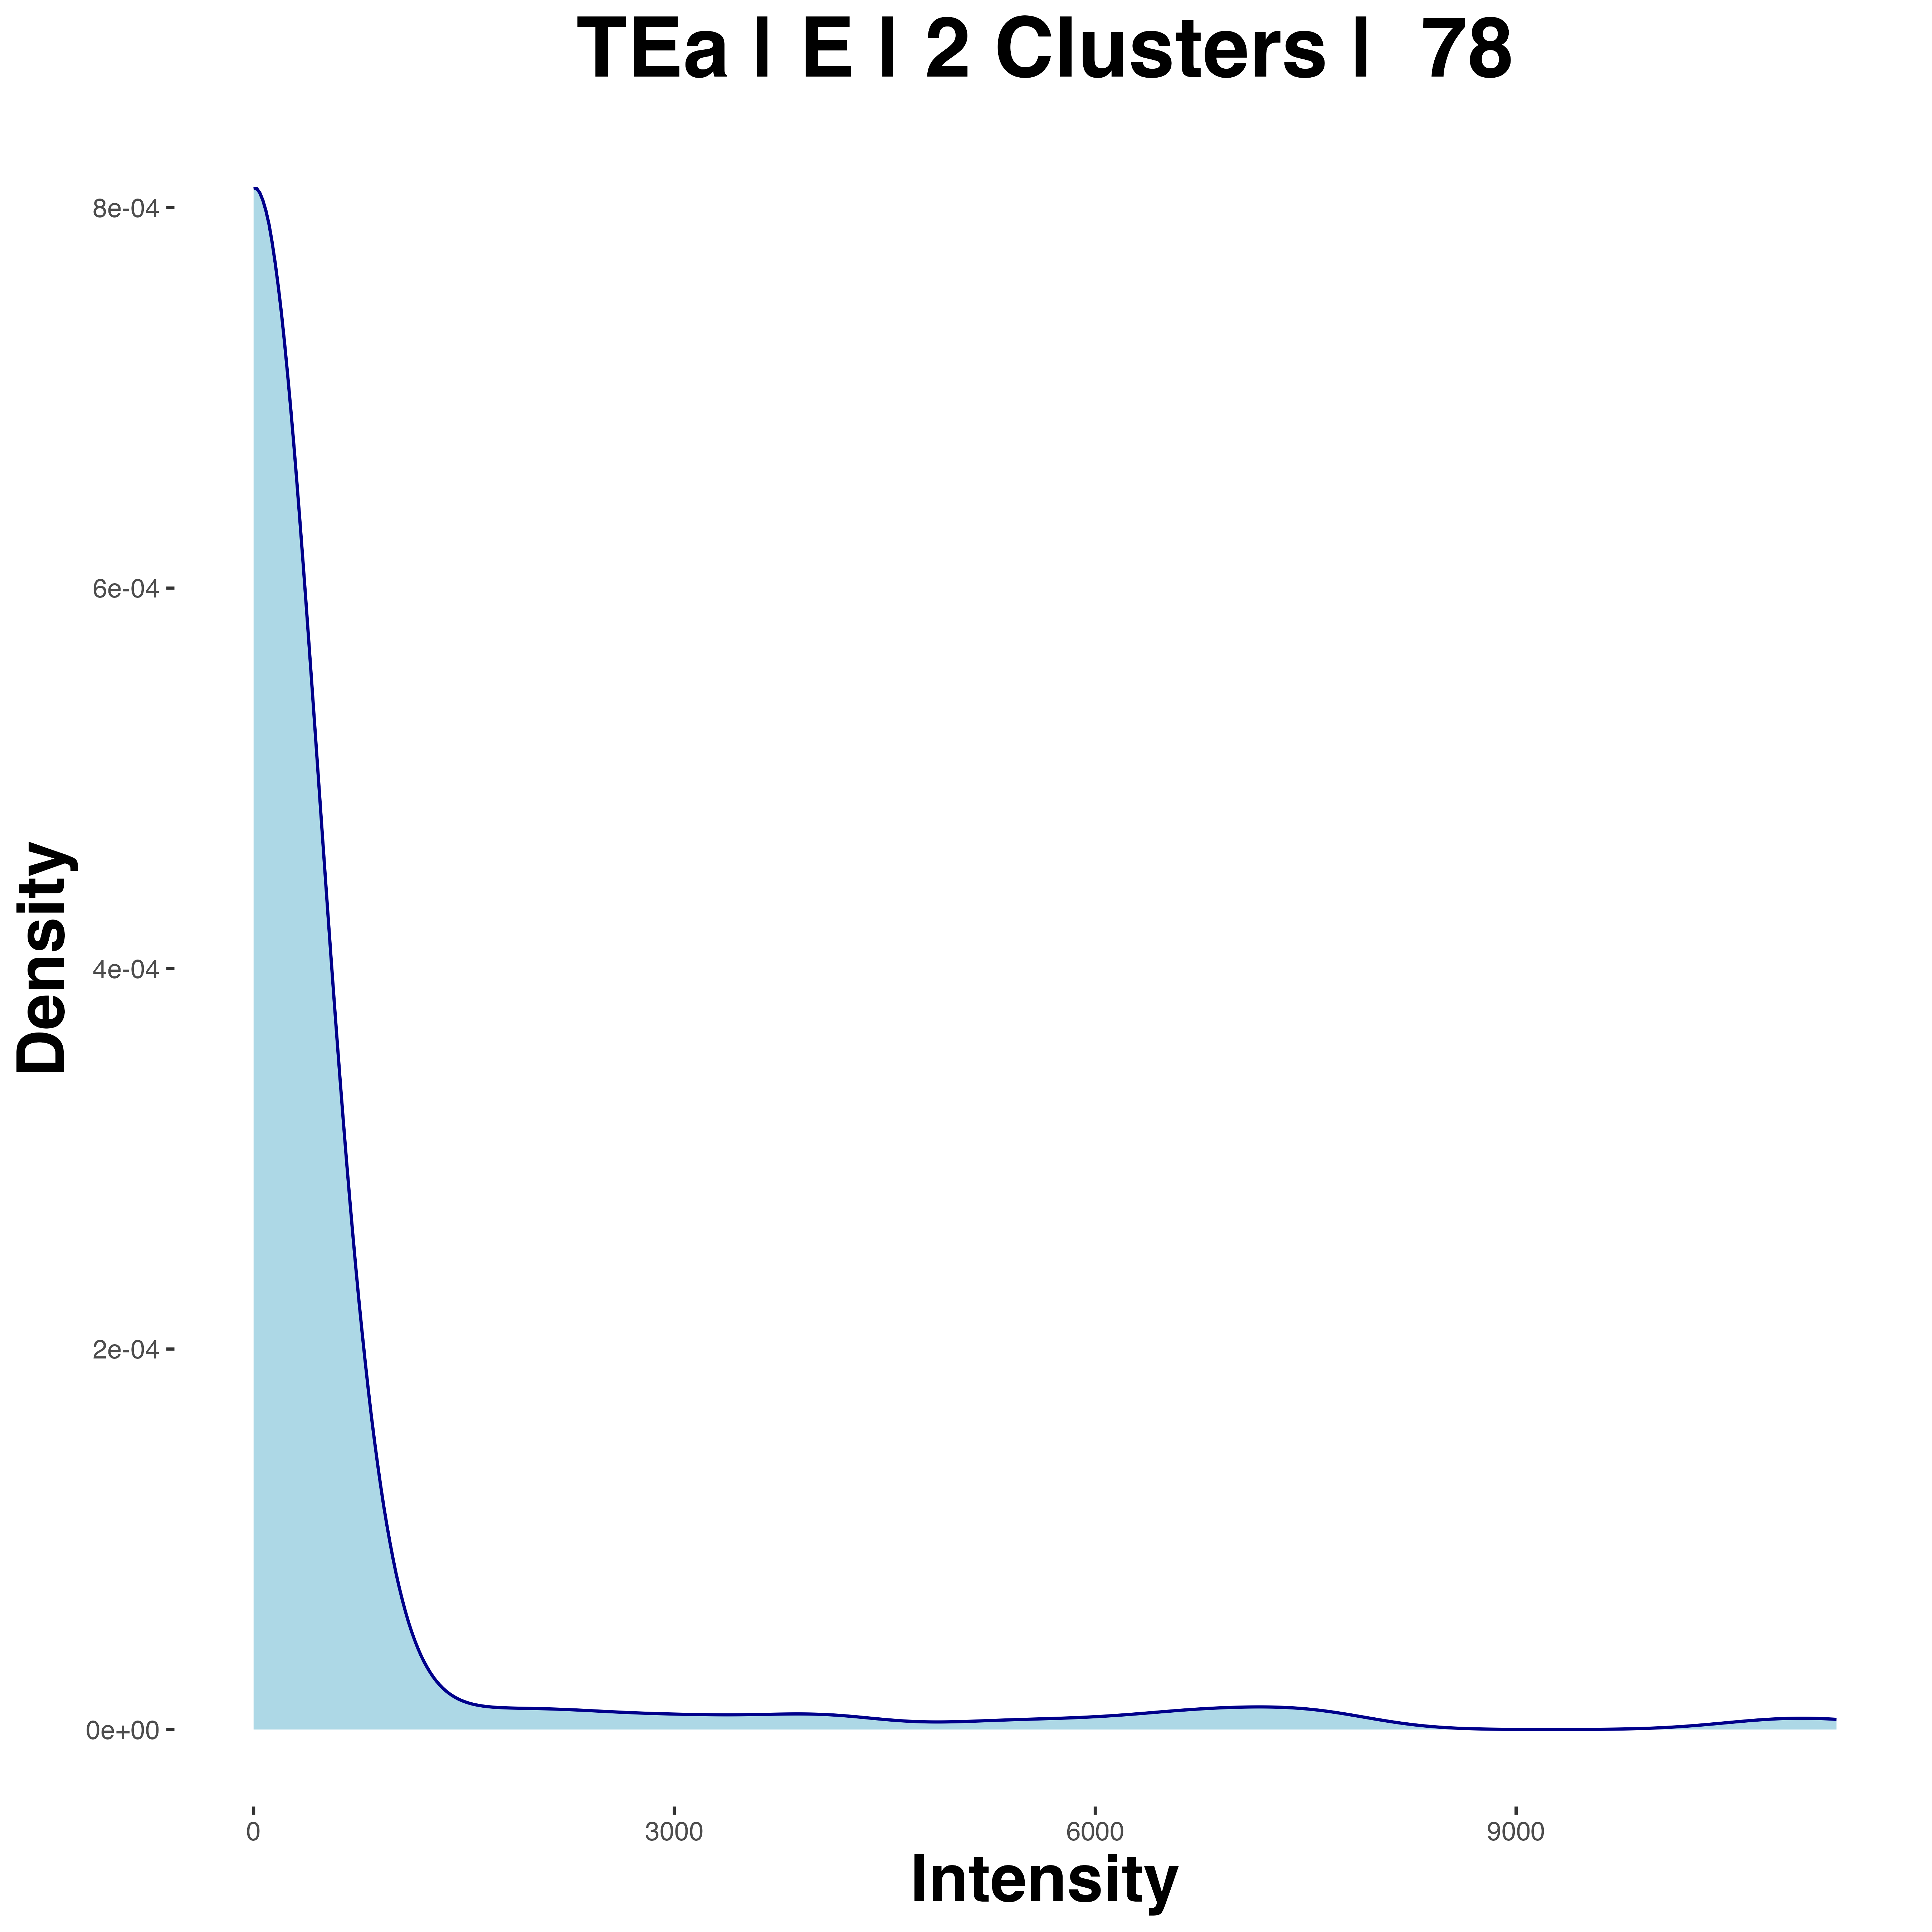 TEa | E | 2 Clusters | 78
8e-04
6e-04
4e-04
2e-04
0e+00
Density
0 3000 6000 9000
Intensity